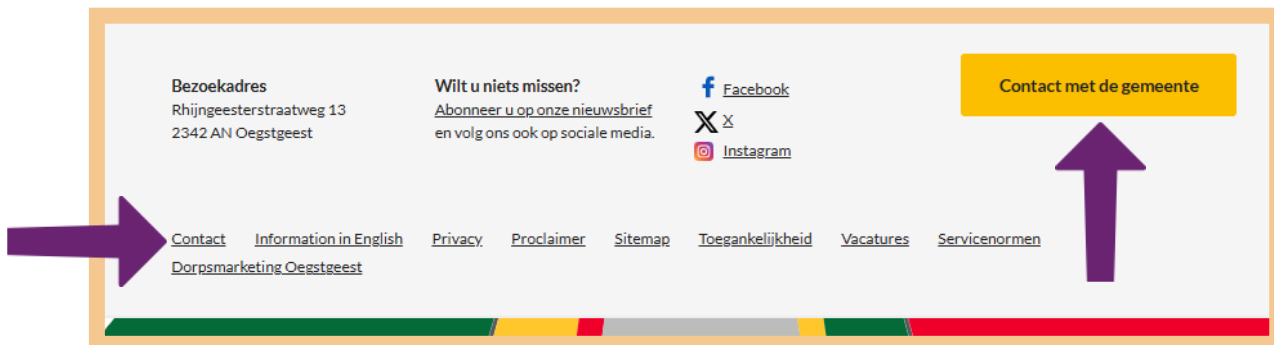 Bezoekadres
Rhijngeesterstraatweg 13
2342 AN Oegstgeest
Wilt u niets missen?
Abonneer u op onze nieuwsbrief
en volg ons ook op sociale media.
Facebook
X
Instagram
Contact met de gemeente
Contact Information in English Privacy Proclaimer Sitemap Toegankelijkheid Vacatures Servicenormen
Dorpsmarketing Oegstgeest